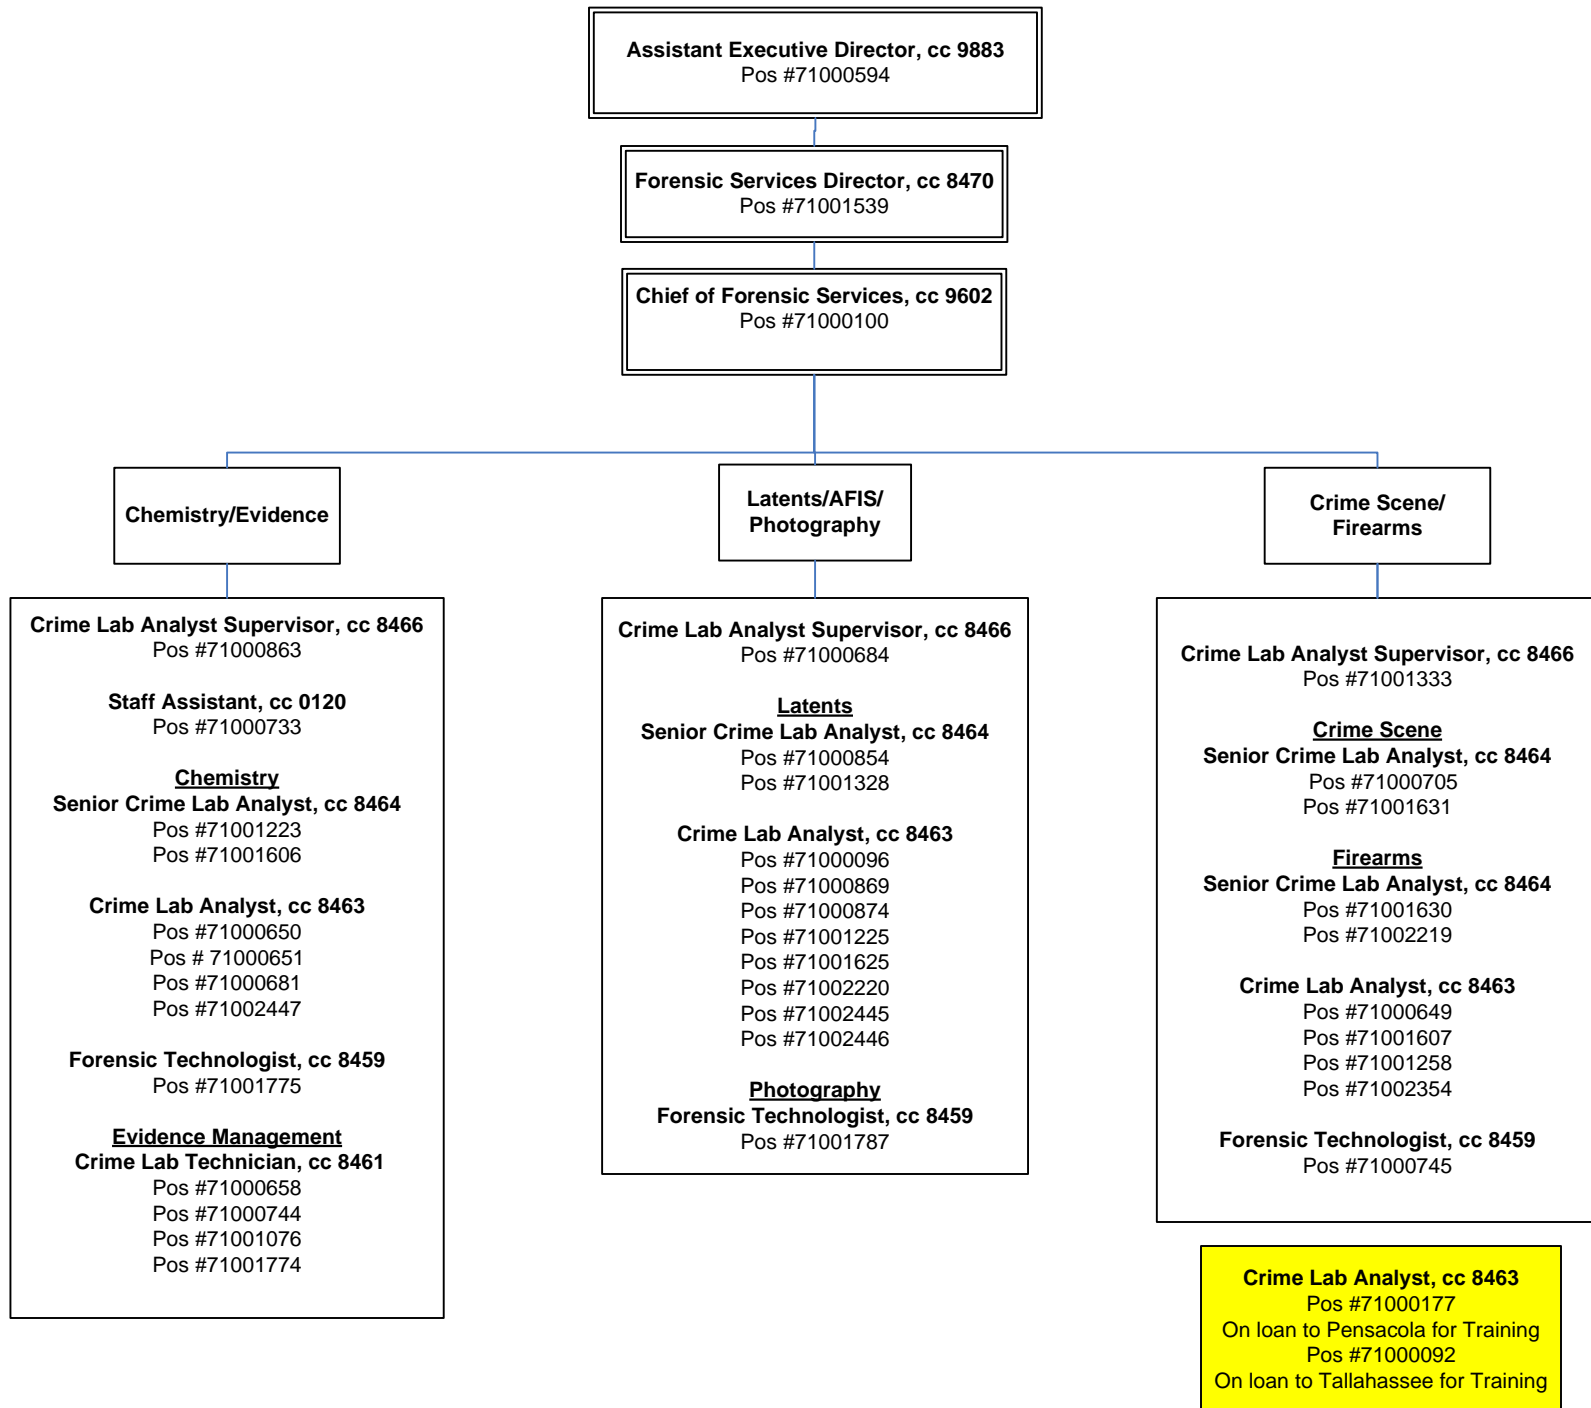 Assistant Executive Director, cc 9883
Pos #71000594
Forensic Services Director, cc 8470
Pos #71001539
Chief of Forensic Services, cc 9602
Pos #71000100
Chemistry/Evidence
Latents/AFIS/
Photography
Crime Scene/
Firearms
Crime Lab Analyst Supervisor, cc 8466
Pos #71000863
Staff Assistant, cc 0120
Pos #71000733
Chemistry
Senior Crime Lab Analyst, cc 8464
Pos #71001223
Pos #71001606
Crime Lab Analyst, cc 8463
Pos #71000650
Pos # 71000651
Pos #71000681
Pos #71002447
Forensic Technologist, cc 8459
Pos #71001775
Evidence Management
Crime Lab Technician, cc 8461
Pos #71000658
Pos #71000744
Pos #71001076
Pos #71001774
Crime Lab Analyst Supervisor, cc 8466
Pos #71000684
Latents
Senior Crime Lab Analyst, cc 8464
Pos #71000854
Pos #71001328
Crime Lab Analyst, cc 8463
Pos #71000096
Pos #71000869
Pos #71000874
Pos #71001225
Pos #71001625
Pos #71002220
Pos #71002445
Pos #71002446
Photography
Forensic Technologist, cc 8459
Pos #71001787
Crime Lab Analyst Supervisor, cc 8466
Pos #71001333
Crime Scene
Senior Crime Lab Analyst, cc 8464
Pos #71000705
Pos #71001631
Firearms
Senior Crime Lab Analyst, cc 8464
Pos #71001630
Pos #71002219
Crime Lab Analyst, cc 8463
Pos #71000649
Pos #71001607
Pos #71001258
Pos #71002354
Forensic Technologist, cc 8459
Pos #71000745
Crime Lab Analyst, cc 8463
Pos #71000177
On loan to Pensacola for Training
Pos #71000092
On loan to Tallahassee for Training